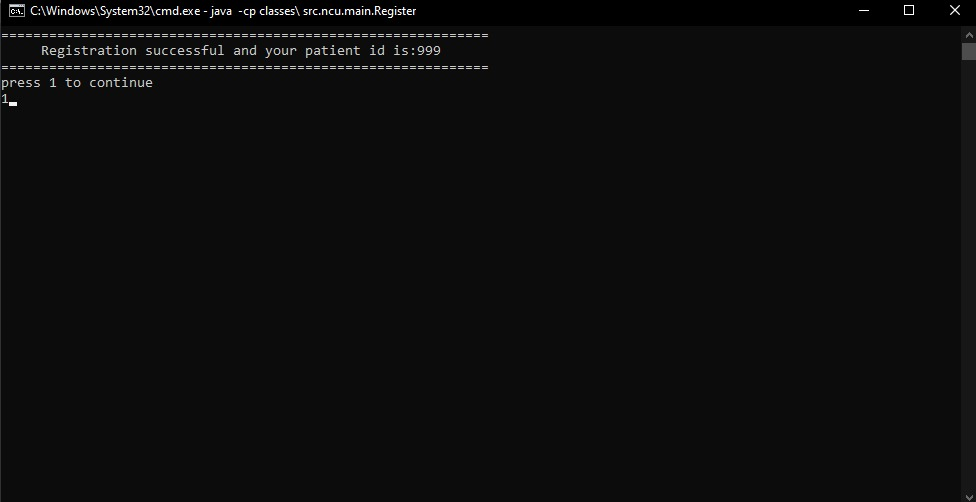 C:\Windows\System32\cmd.exe - java  -cp classes\ src.ncu.main.Register
=============================================================
     Registration successful and your patient id is:999
=============================================================
press 1 to continue
1